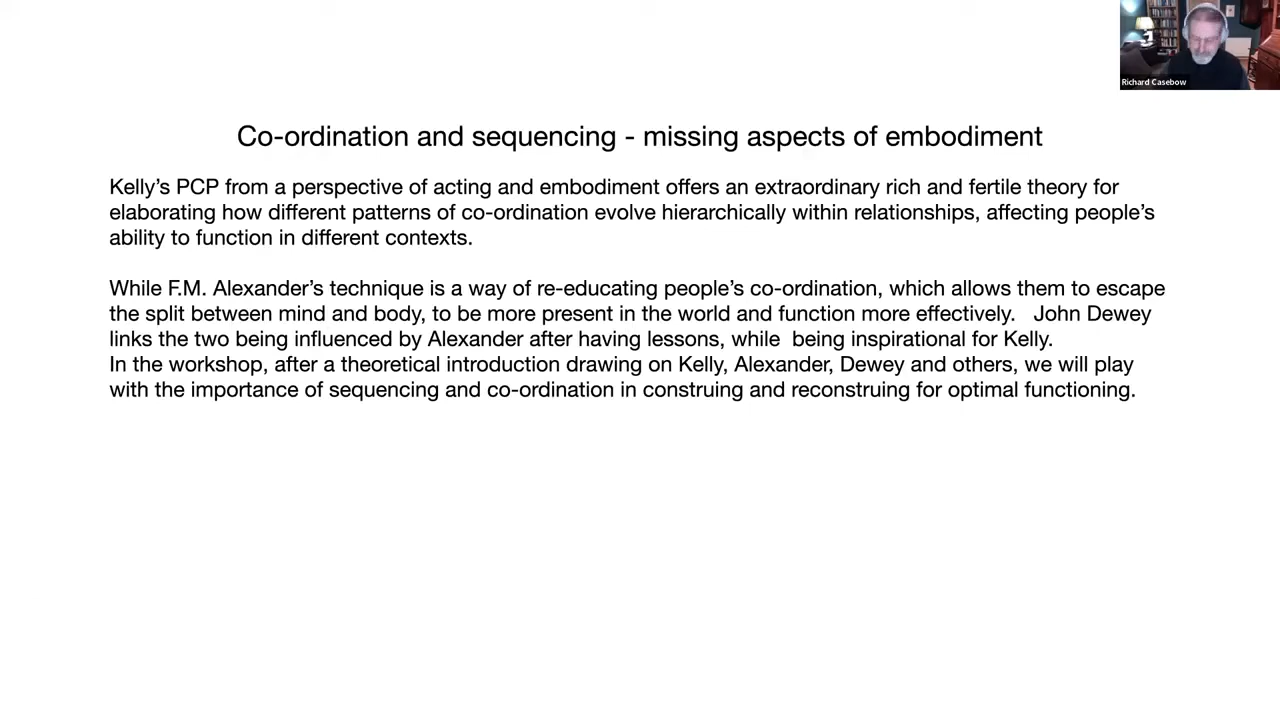 Richard Casebow
Co-ordination and sequencing - missing aspects of embodiment
Kelly’s PCP from a perspective of acting and embodiment offers an extraordinary rich and fertile theory for
elaborating how different patterns of co-ordination evolve hierarchically within relationships, affecting people’s
ability to function in different contexts.
While F.M. Alexander’s technique is a way of re-educating people’s co-ordination, which allows them to escape
the split between mind and body, to be more present in the world and function more effectively.   John Dewey
links the two being influenced by Alexander after having lessons, while  being inspirational for Kelly.
In the workshop, after a theoretical introduction drawing on Kelly, Alexander, Dewey and others, we will play
with the importance of sequencing and co-ordination in construing and reconstruing for optimal functioning.